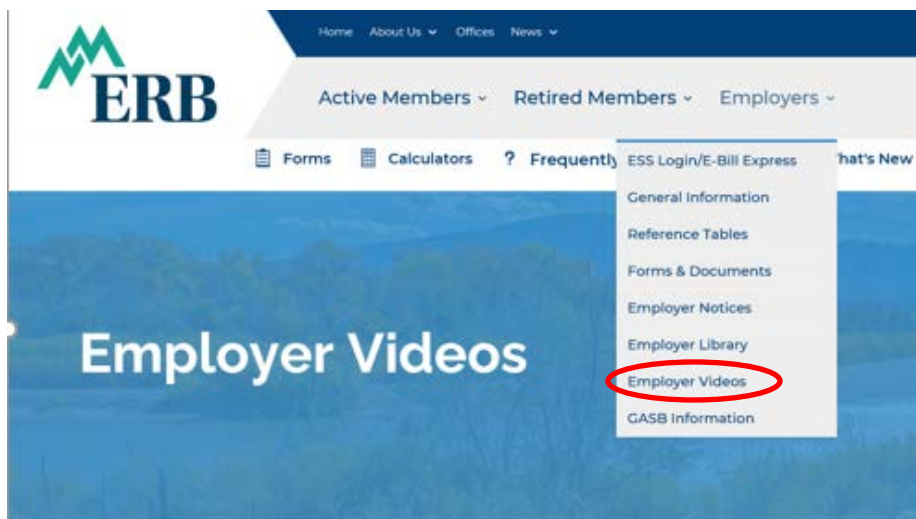 Home About Us Offices News
ERB
Active Members Retired Members Employers
Forms Calculators ? Frequently hat's New
ESS Login/E-Bill Express
General Information
Reference Tables
Forms & Documents
Employer Notices
Employer Library
Employer Videos
GASB Information
Employer Videos